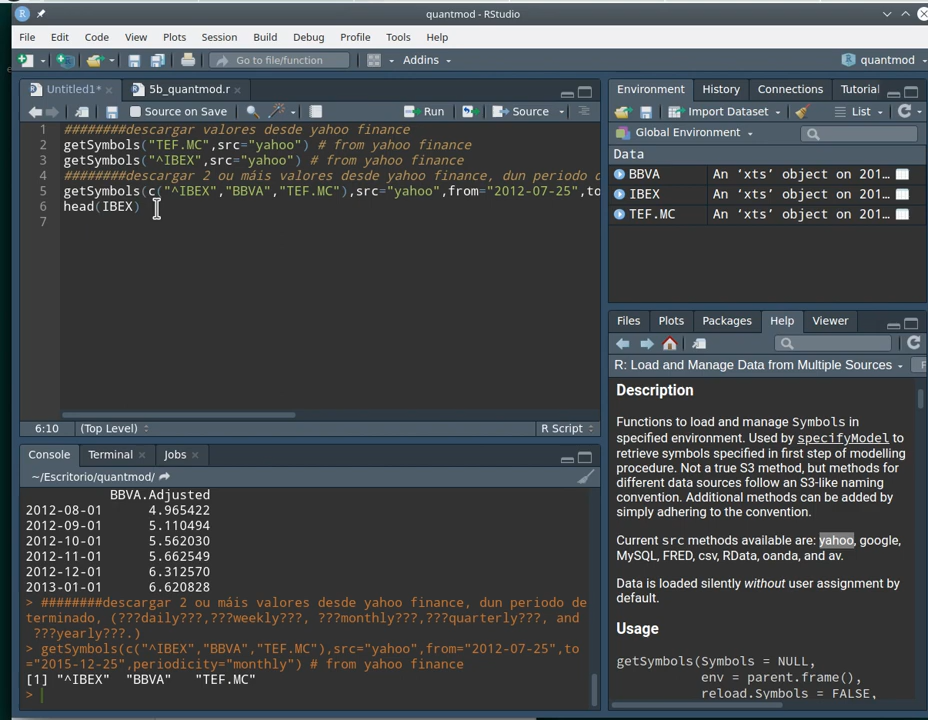 quantmod - RStudio
File Edit Code View Plots Session Build Debug Profile Tools Help
Go to file/function Addins quantmod
Untitled1* 5b_quantmod.r
Source on Save Run Source
1 ########descargar valores desde yahoo finance
2 getSymbols("TEF.MC",src="yahoo") # from yahoo finance
3 getSymbols("^IBEX",src="yahoo") # from yahoo finance
4 ########descargar 2 ou máis valores desde yahoo finance, dun periodo d
5 getSymbols(c("^IBEX","BBVA","TEF.MC"),src="yahoo",from="2012-07-25",to
6 head(IBEX)
7
6:10 (Top Level) R Script
Console Terminal Jobs
~/Escritorio/quantmod/
BBVA.Adjusted
2012-08-01 4.965422
2012-09-01 5.110494
2012-10-01 5.562030
2012-11-01 5.662549
2012-12-01 6.312570
2013-01-01 6.620828
> ########descargar 2 ou máis valores desde yahoo finance, dun periodo de
terminado, (???daily???,???weekly???, ???monthly???,???quarterly???, and
???yearly???.)
> getSymbols(c("^IBEX","BBVA","TEF.MC"),src="yahoo",from="2012-07-25",to
="2015-12-25",periodicity="monthly") # from yahoo finance
[1] "^IBEX" "BBVA" "TEF.MC"
>
Environment History Connections Tutorial
Import Dataset List
Global Environment
Data
BBVA An ‘xts’ object on 201…
IBEX An ‘xts’ object on 201…
TEF.MC An ‘xts’ object on 201…
Files Plots Packages Help Viewer
R: Load and Manage Data from Multiple Sources
Description
Functions to load and manage Symbols in
specified environment. Used by specifyModel to
retrieve symbols specified in first step of modelling
procedure. Not a true S3 method, but methods for
different data sources follow an S3-like naming
convention. Additional methods can be added by
simply adhering to the convention.
Current src methods available are: yahoo, google,
MySQL, FRED, csv, RData, oanda, and av.
Data is loaded silently without user assignment by
default.
Usage
getSymbols(Symbols = NULL,
env = parent.frame(),
reload.Symbols = FALSE,